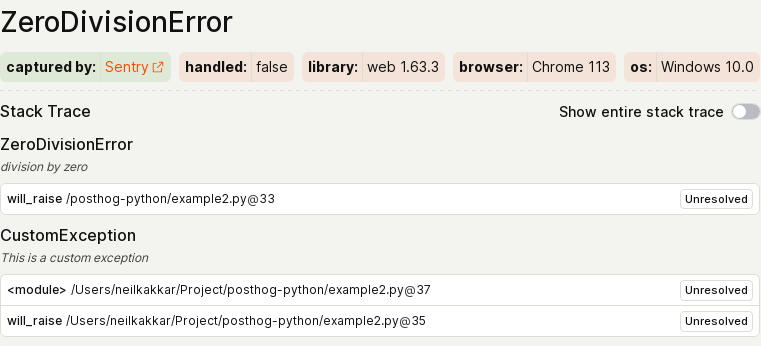 ZeroDivisionError
captured by: Sentry handled: false library: web 1.63.3 browser: Chrome 113 os: Windows 10.0
Stack Trace Show entire stack trace
ZeroDivisionError
division by zero
will_raise /posthog-python/example2.py@33 Unresolved
CustomException
This is a custom exception
<module> /Users/neilkakkar/Project/posthog-python/example2.py@37 Unresolved
will_raise /Users/neilkakkar/Project/posthog-python/example2.py@35 Unresolved